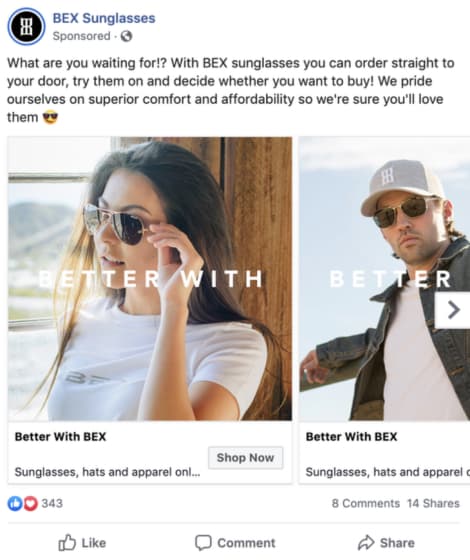 BEX Sunglasses
Sponsored ·
What are you waiting for!? With BEX sunglasses you can order straight to
your door, try them on and decide whether you want to buy! We pride
ourselves on superior comfort and affordability so we're sure you'll love
them 😎
BETTER WITH
BETTER
Better With BEX
Sunglasses, hats and apparel onl...
Shop Now
Better With BEX
Sunglasses, hats and apparel
343
8 Comments 14 Shares
Like
Comment
Share